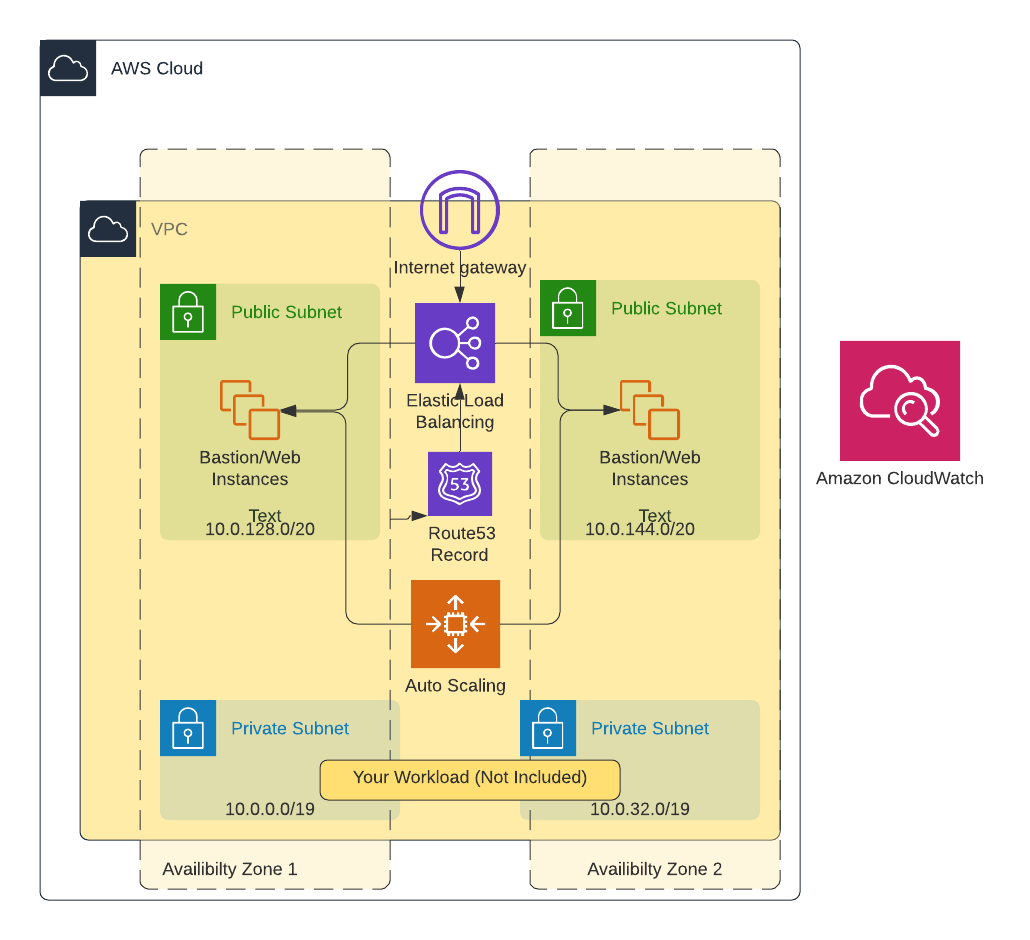 AWS Cloud
VPC
Internet gateway
Public Subnet
Public Subnet
Elastic Load
Balancing
Bastion/Web
Instances
Bastion/Web
Instances
Amazon CloudWatch
53
Text
10.0.128.0/20
Text
10.0.144.0/20
Route53
Record
Auto Scaling
Private Subnet
Private Subnet
Your Workload (Not Included)
10.0.0.0/19
10.0.32.0/19
Availibilty Zone 1
Availibilty Zone 2